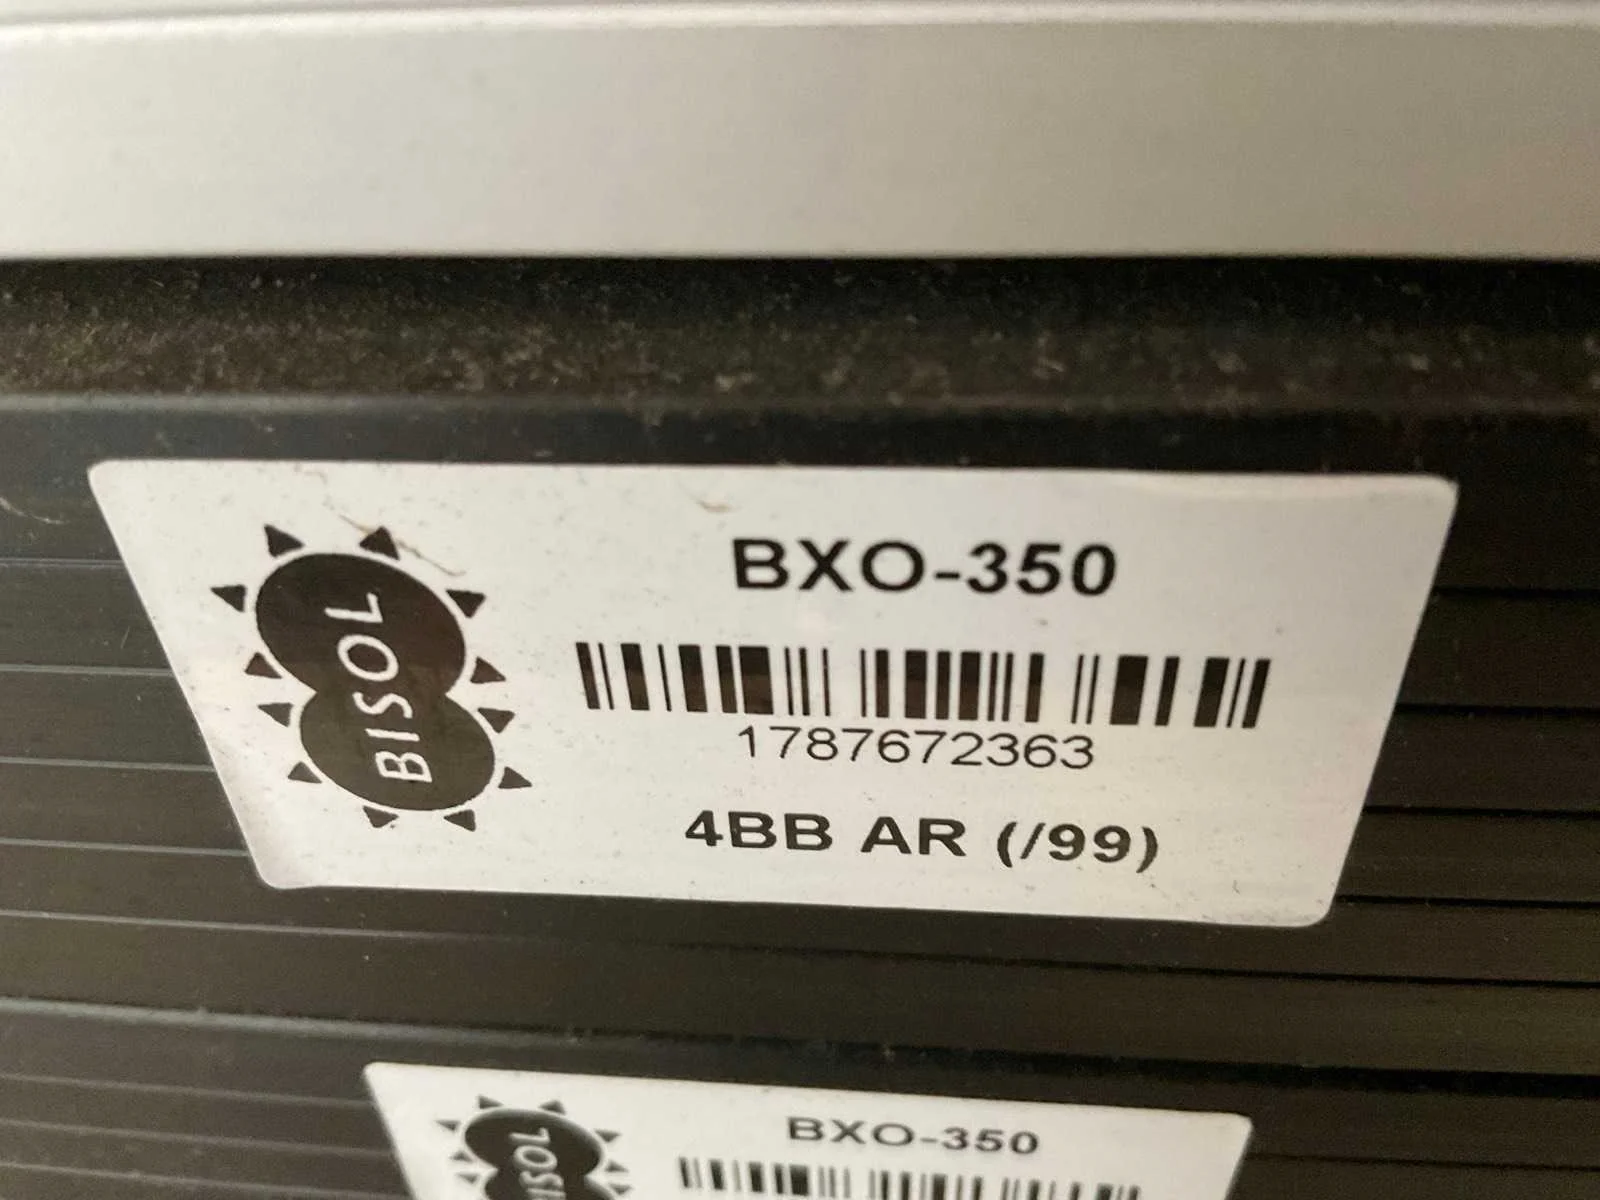 BISOL
BXO-350
1787672363
4BB AR (/99)
BISOL
BXO-350